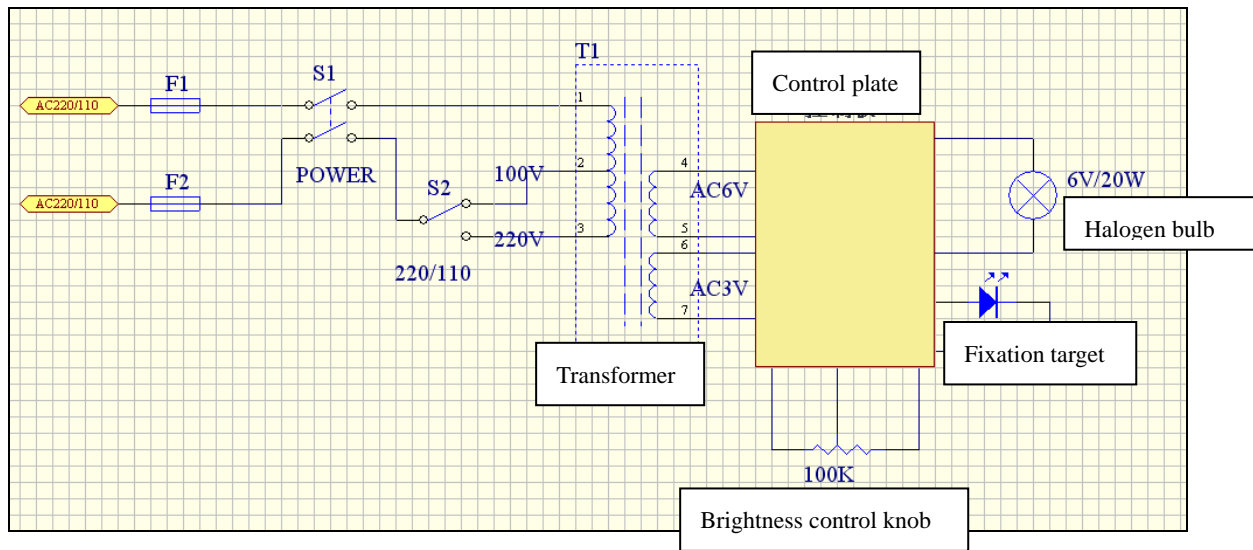 T1
Control plate
S1
F1
AC220/110
1
POWER
F2
AC220/110
S2
100V
2
220V
3
220/110
4
AC6V
5
6
AC3V
7
6V/20W
Halogen bulb
Fixation target
Transformer
100K
Brightness control knob